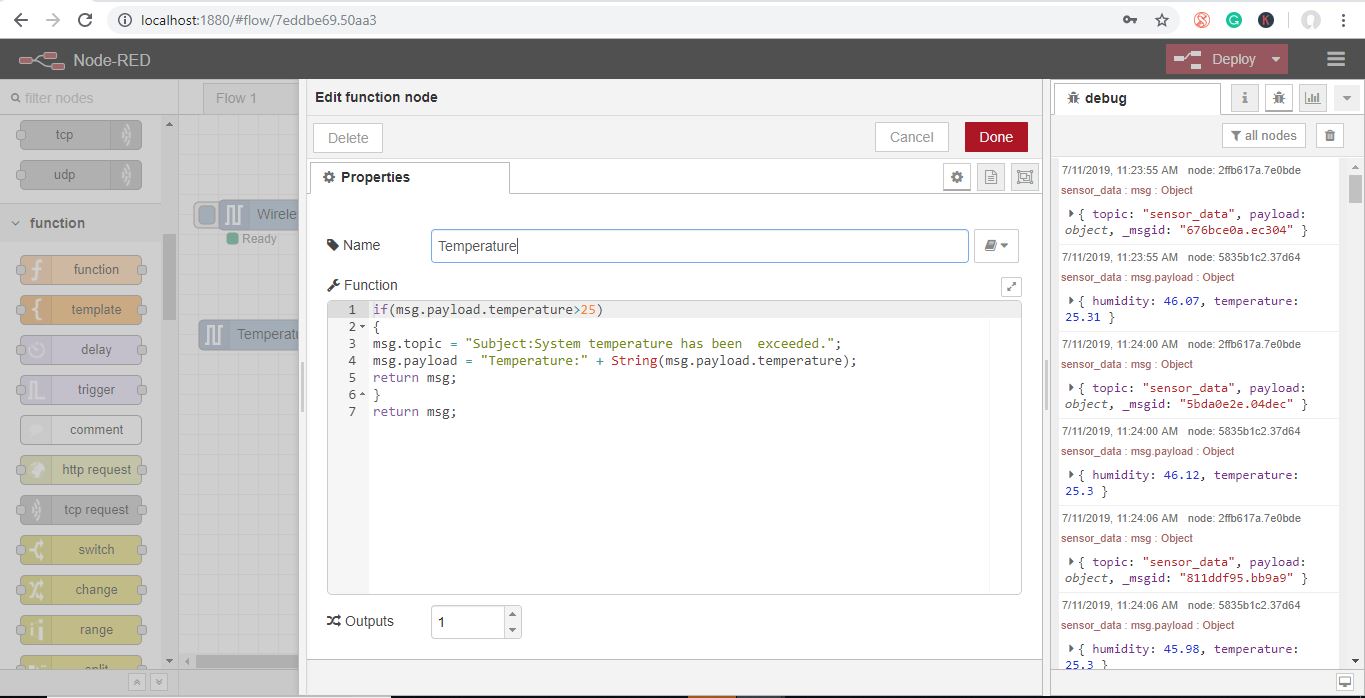 localhost:1880/#flow/7eddbe69.50aa3
Node-RED
Deploy
filter nodes
tcp
udp
function
function
template
delay
trigger
comment
http request
tcp request
switch
change
range
split
Flow 1
Wirele
Ready
Temperatu
Edit function node
Delete
Cancel
Done
Properties
Name
Temperature
Function
1 if(msg.payload.temperature>25)
2 {
3 msg.topic = "Subject:System temperature has been  exceeded.";
4 msg.payload = "Temperature:" + String(msg.payload.temperature);
5 return msg;
6 }
7 return msg;
Outputs
1
debug
all nodes
7/11/2019, 11:23:55 AM node: 2ffb617a.7e0bde
sensor_data : msg : Object
{ topic: "sensor_data", payload:
object, _msgid: "676bce0a.ec304" }
7/11/2019, 11:23:55 AM node: 5835b1c2.37d64
sensor_data : msg.payload : Object
{ humidity: 46.07, temperature:
25.31 }
7/11/2019, 11:24:00 AM node: 2ffb617a.7e0bde
sensor_data : msg : Object
{ topic: "sensor_data", payload:
object, _msgid: "5bda0e2e.04dec" }
7/11/2019, 11:24:00 AM node: 5835b1c2.37d64
sensor_data : msg.payload : Object
{ humidity: 46.12, temperature:
25.3 }
7/11/2019, 11:24:06 AM node: 2ffb617a.7e0bde
sensor_data : msg : Object
{ topic: "sensor_data", payload:
object, _msgid: "811ddf95.bb9a9" }
7/11/2019, 11:24:06 AM node: 5835b1c2.37d64
sensor_data : msg.payload : Object
{ humidity: 45.98, temperature:
25.3 }